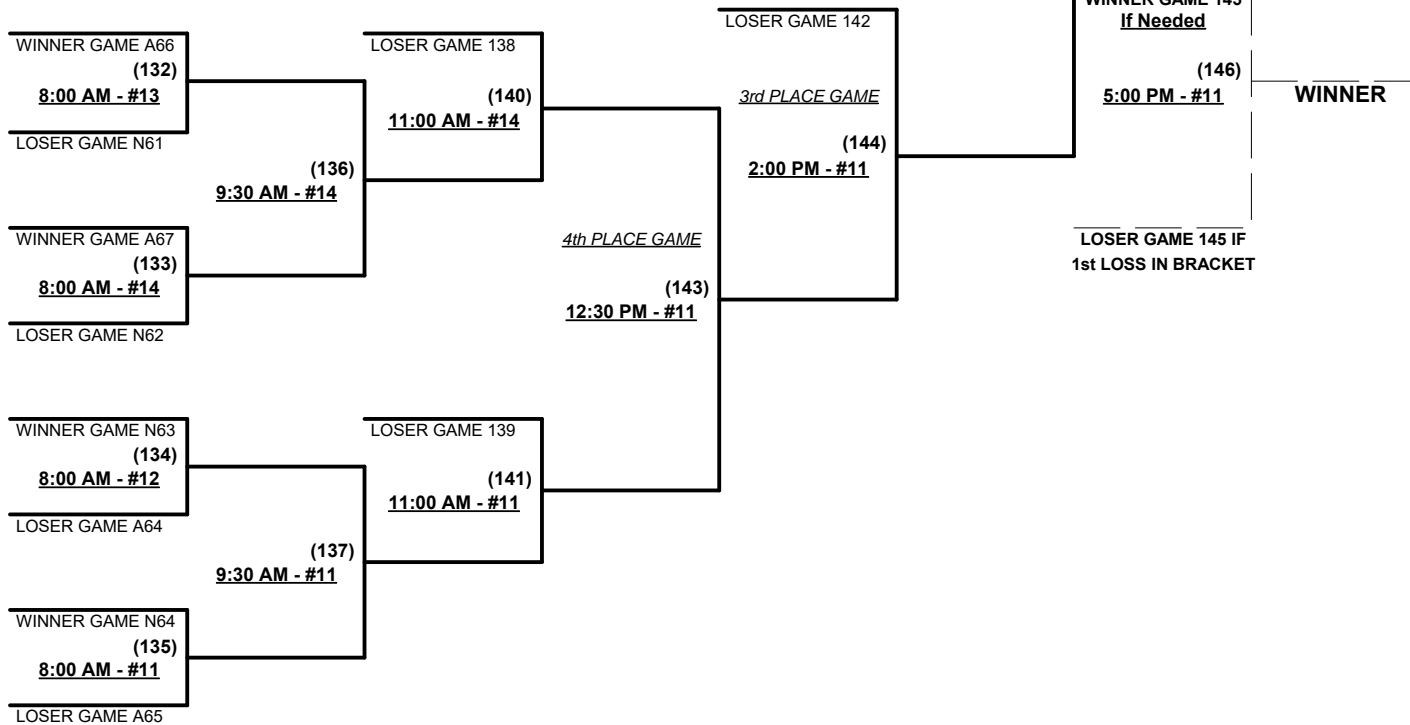 WINNER GAME A66
(132)
8:00 AM - #13
LOSER GAME N61
(136)
9:30 AM - #14
WINNER GAME A67
(133)
8:00 AM - #14
LOSER GAME N62
WINNER GAME N63
(134)
8:00 AM - #12
LOSER GAME A64
(137)
9:30 AM - #11
WINNER GAME N64
(135)
8:00 AM - #11
LOSER GAME A65
LOSER GAME 138
(140)
11:00 AM - #14
4th PLACE GAME
(143)
12:30 PM - #11
LOSER GAME 139
(141)
11:00 AM - #11
LOSER GAME 142
3rd PLACE GAME
(144)
2:00 PM - #11
WINNER GAME 145
If Needed
(146)
5:00 PM - #11
WINNER
LOSER GAME 145 IF
1st LOSS IN BRACKET